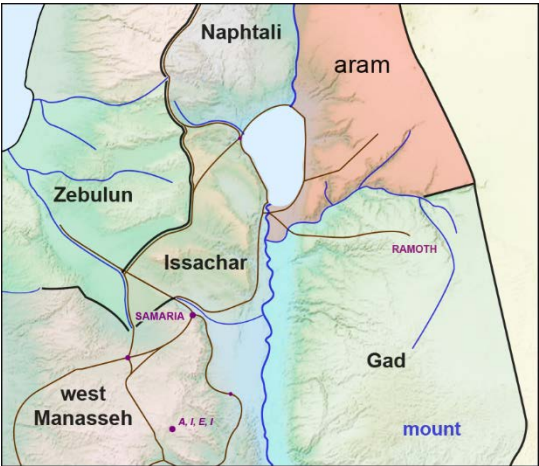 Naphtali
aram
Zebulun
RAMOTH
Issachar
SAMARIA
Gad
west
Manasseh
A, I, E, I
mount